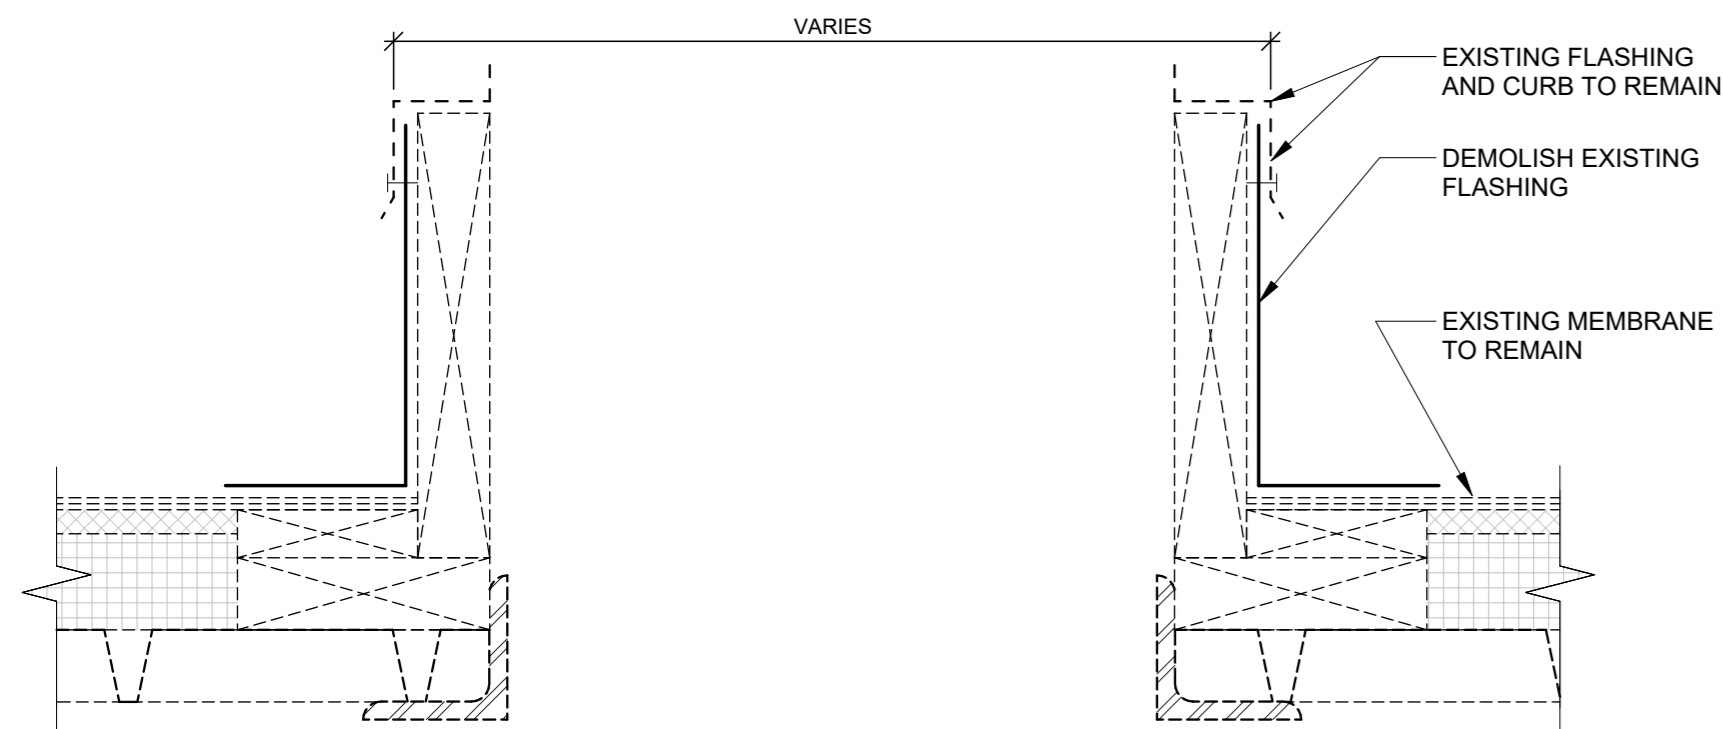 VARIES
EXISTING FLASHING
AND CURB TO REMAIN
DEMOLISH EXISTING
FLASHING
EXISTING MEMBRANE
TO REMAIN